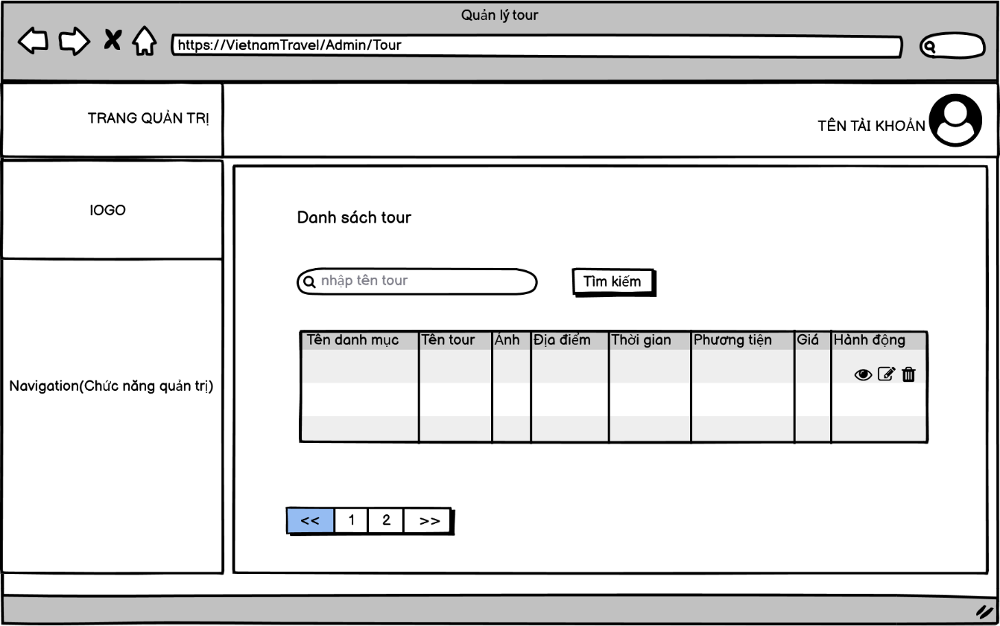 Quản lý tour
https://VietnamTravel/Admin/Tour
TRANG QUẢN TRỊ
TÊN TÀI KHOẢN
lOGO
Navigation(Chức năng quản trị)
Danh sách tour
nhập tên tour
Tìm kiếm
Tên danh mục Tên tour Ảnh Địa điểm Thời gian Phương tiện Giá Hành động
<< 1 2 >>